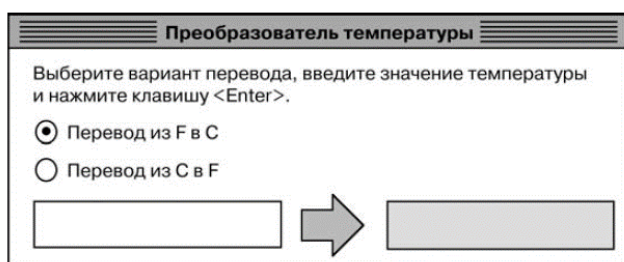 Преобразователь температуры
Выберите вариант перевода, введите значение температуры
и нажмите клавишу <Enter>.
Перевод из F в C
Перевод из C в F